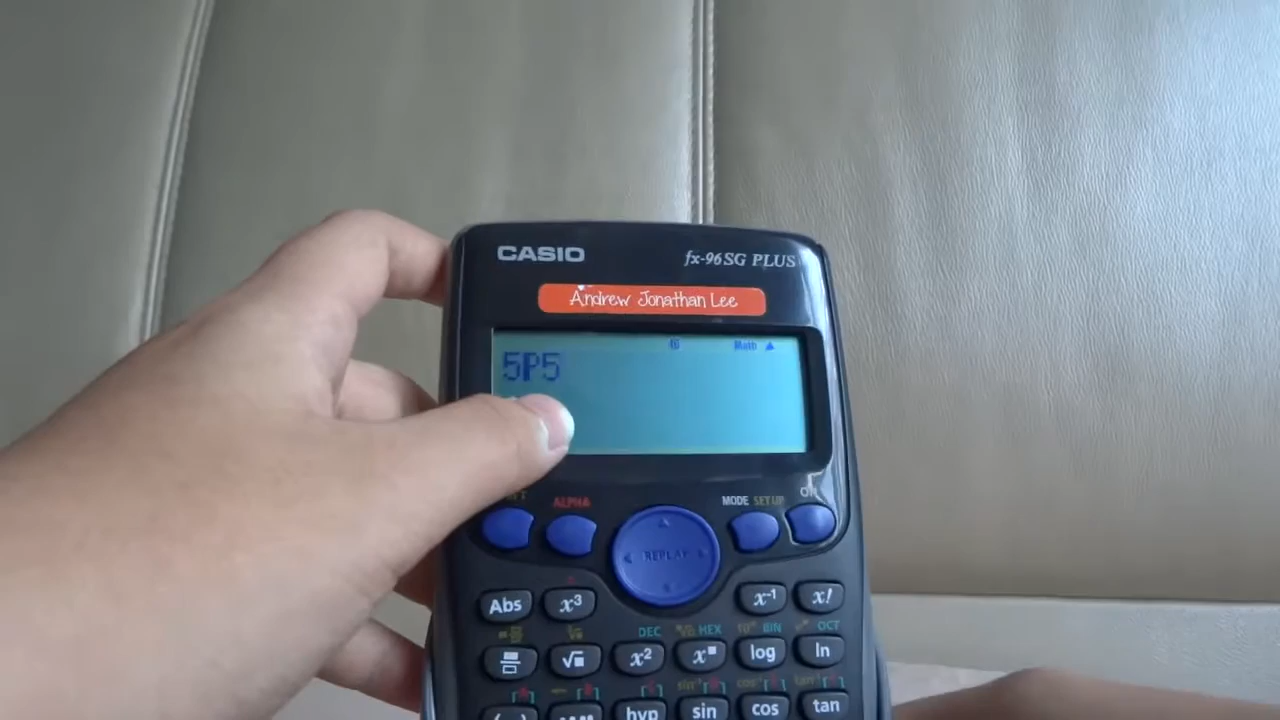 CASIO fx-96SG PLUS
Andrew Jonathan Lee
Math ▲
5P5
ALPHA MODE SETUP
REPLAY
Abs x³ x⁻¹ x!
DEC HEX BIN OCT
x² log ln
hyp sin cos tan